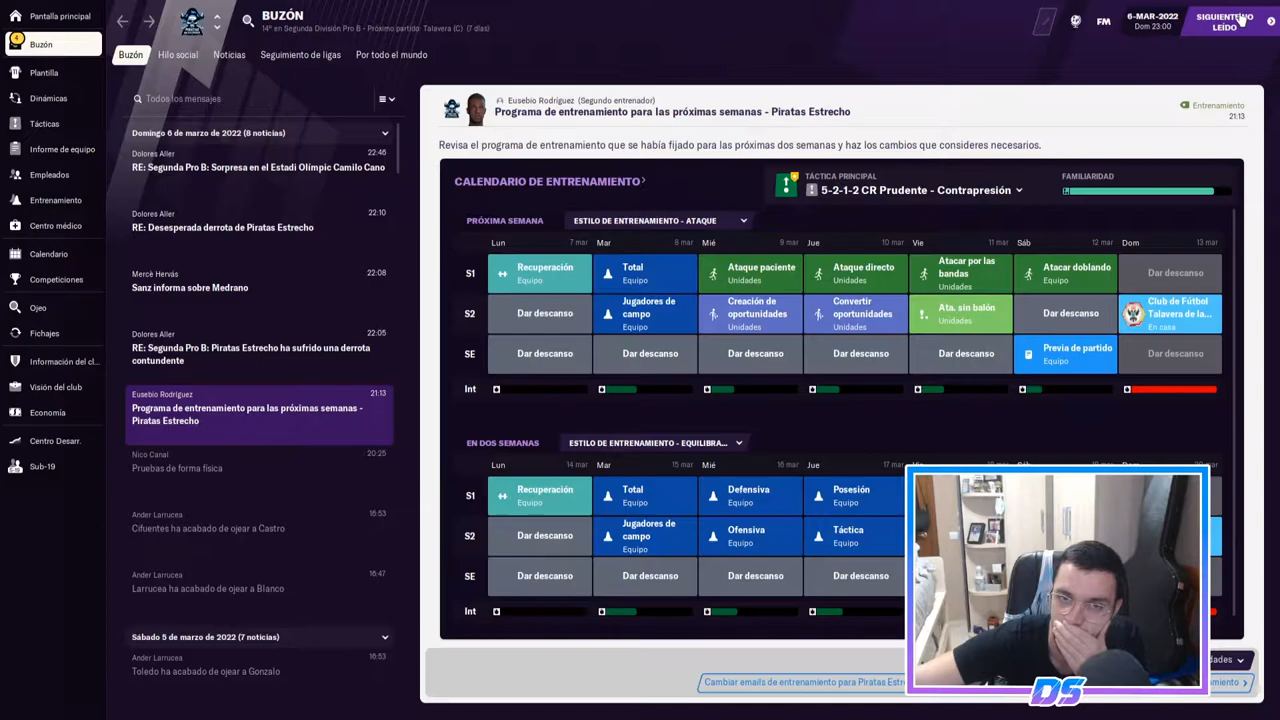 Pantalla principal
4
Buzón
Plantilla
Dinámicas
Tácticas
Informe de equipo
Empleados
Entrenamiento
Centro médico
Calendario
Competiciones
Ojeo
Fichajes
Información del cl...
Visión del club
Economía
Centro Desarr.
Sub-19
BUZÓN
14º en Segunda División Pro B - Próximo partido: Talavera (C) (7 días)
FM
6-MAR-2022
Dom 23:00
SIGUIENTE NO
LEÍDO
Buzón
Hilo social
Noticias
Seguimiento de ligas
Por todo el mundo
Todos los mensajes
Domingo 6 de marzo de 2022 (8 noticias)
Dolores Aller 22:46
RE: Segunda Pro B: Sorpresa en el Estadi Olímpic Camilo Cano
Dolores Aller 22:10
RE: Desesperada derrota de Piratas Estrecho
Mercè Hervás 22:08
Sanz informa sobre Medrano
Dolores Aller 22:05
RE: Segunda Pro B: Piratas Estrecho ha sufrido una derrota
contundente
Eusebio Rodríguez 21:13
Programa de entrenamiento para las próximas semanas -
Piratas Estrecho
Nico Canal 20:25
Pruebas de forma física
Ander Larrucea 16:53
Cifuentes ha acabado de ojear a Castro
Ander Larrucea 16:47
Larrucea ha acabado de ojear a Blanco
Sábado 5 de marzo de 2022 (7 noticias)
Ander Larrucea 16:53
Toledo ha acabado de ojear a Gonzalo
Eusebio Rodríguez (Segundo entrenador)
Programa de entrenamiento para las próximas semanas - Piratas Estrecho
Entrenamiento
21:13
Revisa el programa de entrenamiento que se había fijado para las próximas dos semanas y haz los cambios que consideres necesarios.
CALENDARIO DE ENTRENAMIENTO
TÁCTICA PRINCIPAL
5-2-1-2 CR Prudente - Contrapresión
FAMILIARIDAD
PRÓXIMA SEMANA
ESTILO DE ENTRENAMIENTO - ATAQUE
Lun 7 mar Mar 8 mar Mié 9 mar Jue 10 mar Vie 11 mar Sáb 12 mar Dom 13 mar
S1
Recuperación
Equipo
Total
Equipo
Ataque paciente
Unidades
Ataque directo
Unidades
Atacar por las
bandas
Unidades
Atacar doblando
Equipo
Dar descanso
S2
Dar descanso
Jugadores de
campo
Equipo
Creación de
oportunidades
Unidades
Convertir
oportunidades
Unidades
Ata. sin balón
Unidades
Dar descanso
Club de Fútbol
Talavera de la...
En casa
SE
Dar descanso
Dar descanso
Dar descanso
Dar descanso
Dar descanso
Previa de partido
Equipo
Dar descanso
Int
EN DOS SEMANAS
ESTILO DE ENTRENAMIENTO - EQUILIBRA...
Lun 14 mar Mar 15 mar Mié 16 mar Jue 17 mar
S1
Recuperación
Equipo
Total
Equipo
Defensiva
Equipo
Posesión
Equipo
S2
Dar descanso
Jugadores de
campo
Equipo
Ofensiva
Equipo
Táctica
Equipo
SE
Dar descanso
Dar descanso
Dar descanso
Dar descanso
Int
Cambiar emails de entrenamiento para Piratas
DS